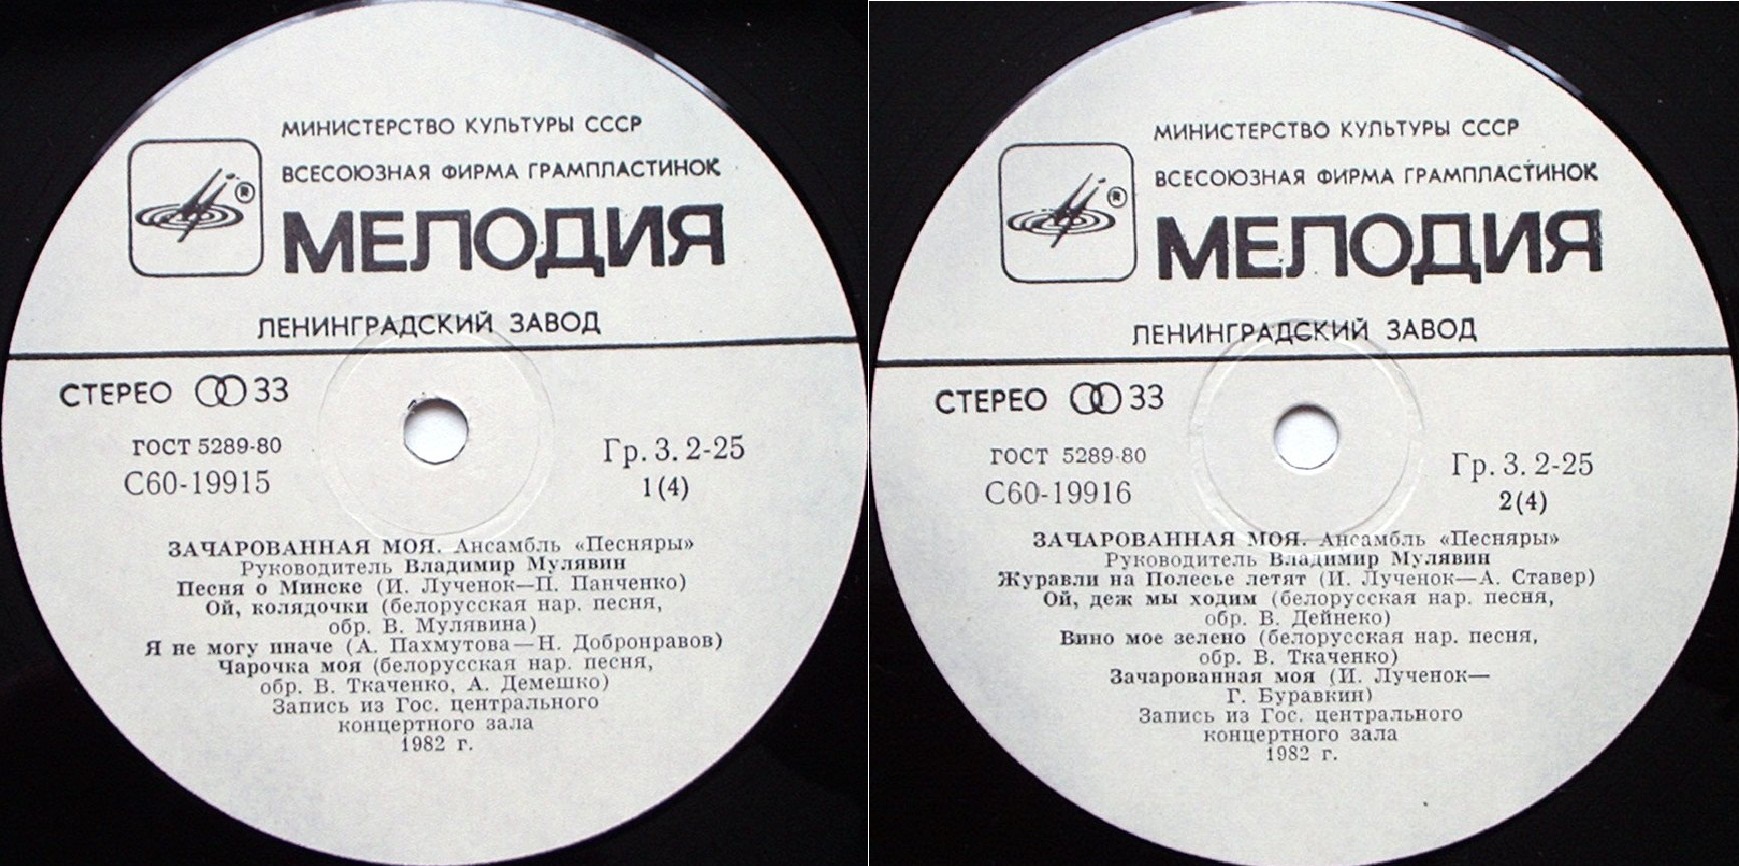 МИНИСТЕРСТВО КУЛЬТУРЫ СССР
ВСЕСОЮЗНАЯ ФИРМА ГРАМПЛАСТИНОК
®
МЕЛОДИЯ
ЛЕНИНГРАДСКИЙ ЗАВОД
СТЕРЕО 33
ГОСТ 5289-80
Гр. 3. 2-25
С60-19915
1 (4)
ЗАЧАРОВАННАЯ МОЯ. Ансамбль «Песняры»
Руководитель Владимир Мулявин
Песня о Минске (И. Лученок—П. Панченко)
Ой, колядочки (белорусская нар. песня,
обр. В. Мулявина)
Я не могу иначе (А. Пахмутова—Н. Добронравов)
Чарочка моя (белорусская нар. песня,
обр. В. Ткаченко, А. Демешко)
Запись из Гос. центрального
концертного зала
1982 г.
МИНИСТЕРСТВО КУЛЬТУРЫ СССР
ВСЕСОЮЗНАЯ ФИРМА ГРАМПЛАСТИНОК
®
МЕЛОДИЯ
ЛЕНИНГРАДСКИЙ ЗАВОД
СТЕРЕО 33
ГОСТ 5289-80
Гр. 3. 2-25
С60-19916
2 (4)
ЗАЧАРОВАННАЯ МОЯ. Ансамбль «Песняры»
Руководитель Владимир Мулявин
Журавли на Полесье летят (И. Лученок—А. Ставер)
Ой, деж мы ходим (белорусская нар. песня,
обр. В. Дейнеко)
Вино мое зелено (белорусская нар. песня,
обр. В. Ткаченко)
Зачарованная моя (И. Лученок—
Г. Буравкин)
Запись из Гос. центрального
концертного зала
1982 г.